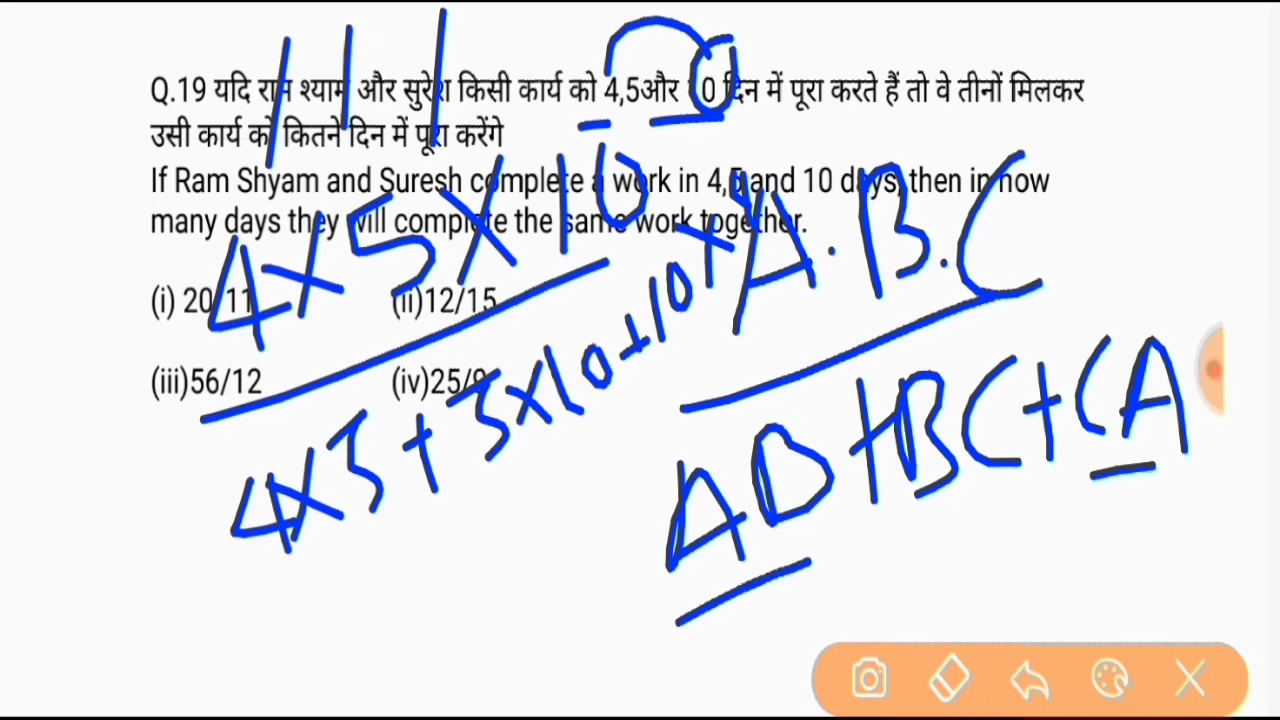 Q.19 यदि राम श्याम और सुरेश किसी कार्य को 4,5और 10 दिन में पूरा करते हैं तो वे तीनों मिलकर
उसी कार्य को कितने दिन में पूरा करेंगे
If Ram Shyam and Suresh complete a work in 4,5 and 10 days, then in how
many days they will complete the same work together.
(i) 20/11 (ii)12/15
(iii)56/12 (iv)25/9
4×5×10
4×5+5×10+10×4
A.B.C
AB+BC+CA